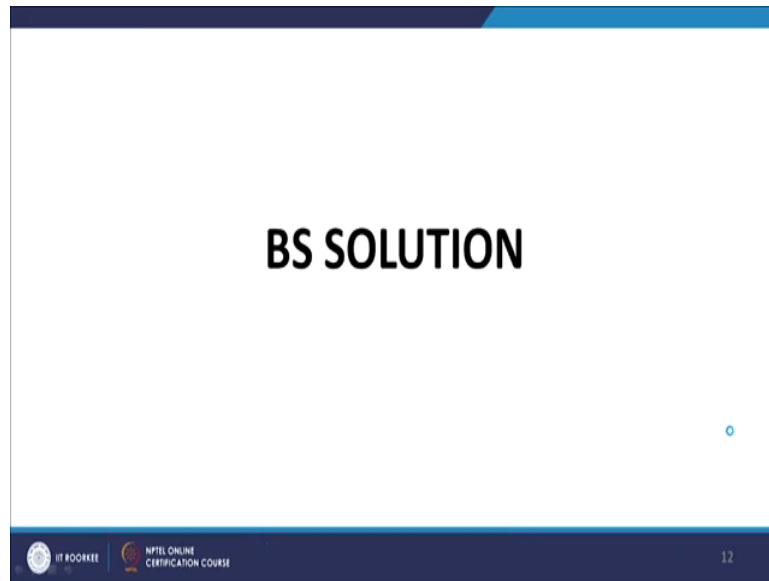 BS SOLUTION
IIT ROORKEE
NPTEL ONLINE
CERTIFICATION COURSE
12